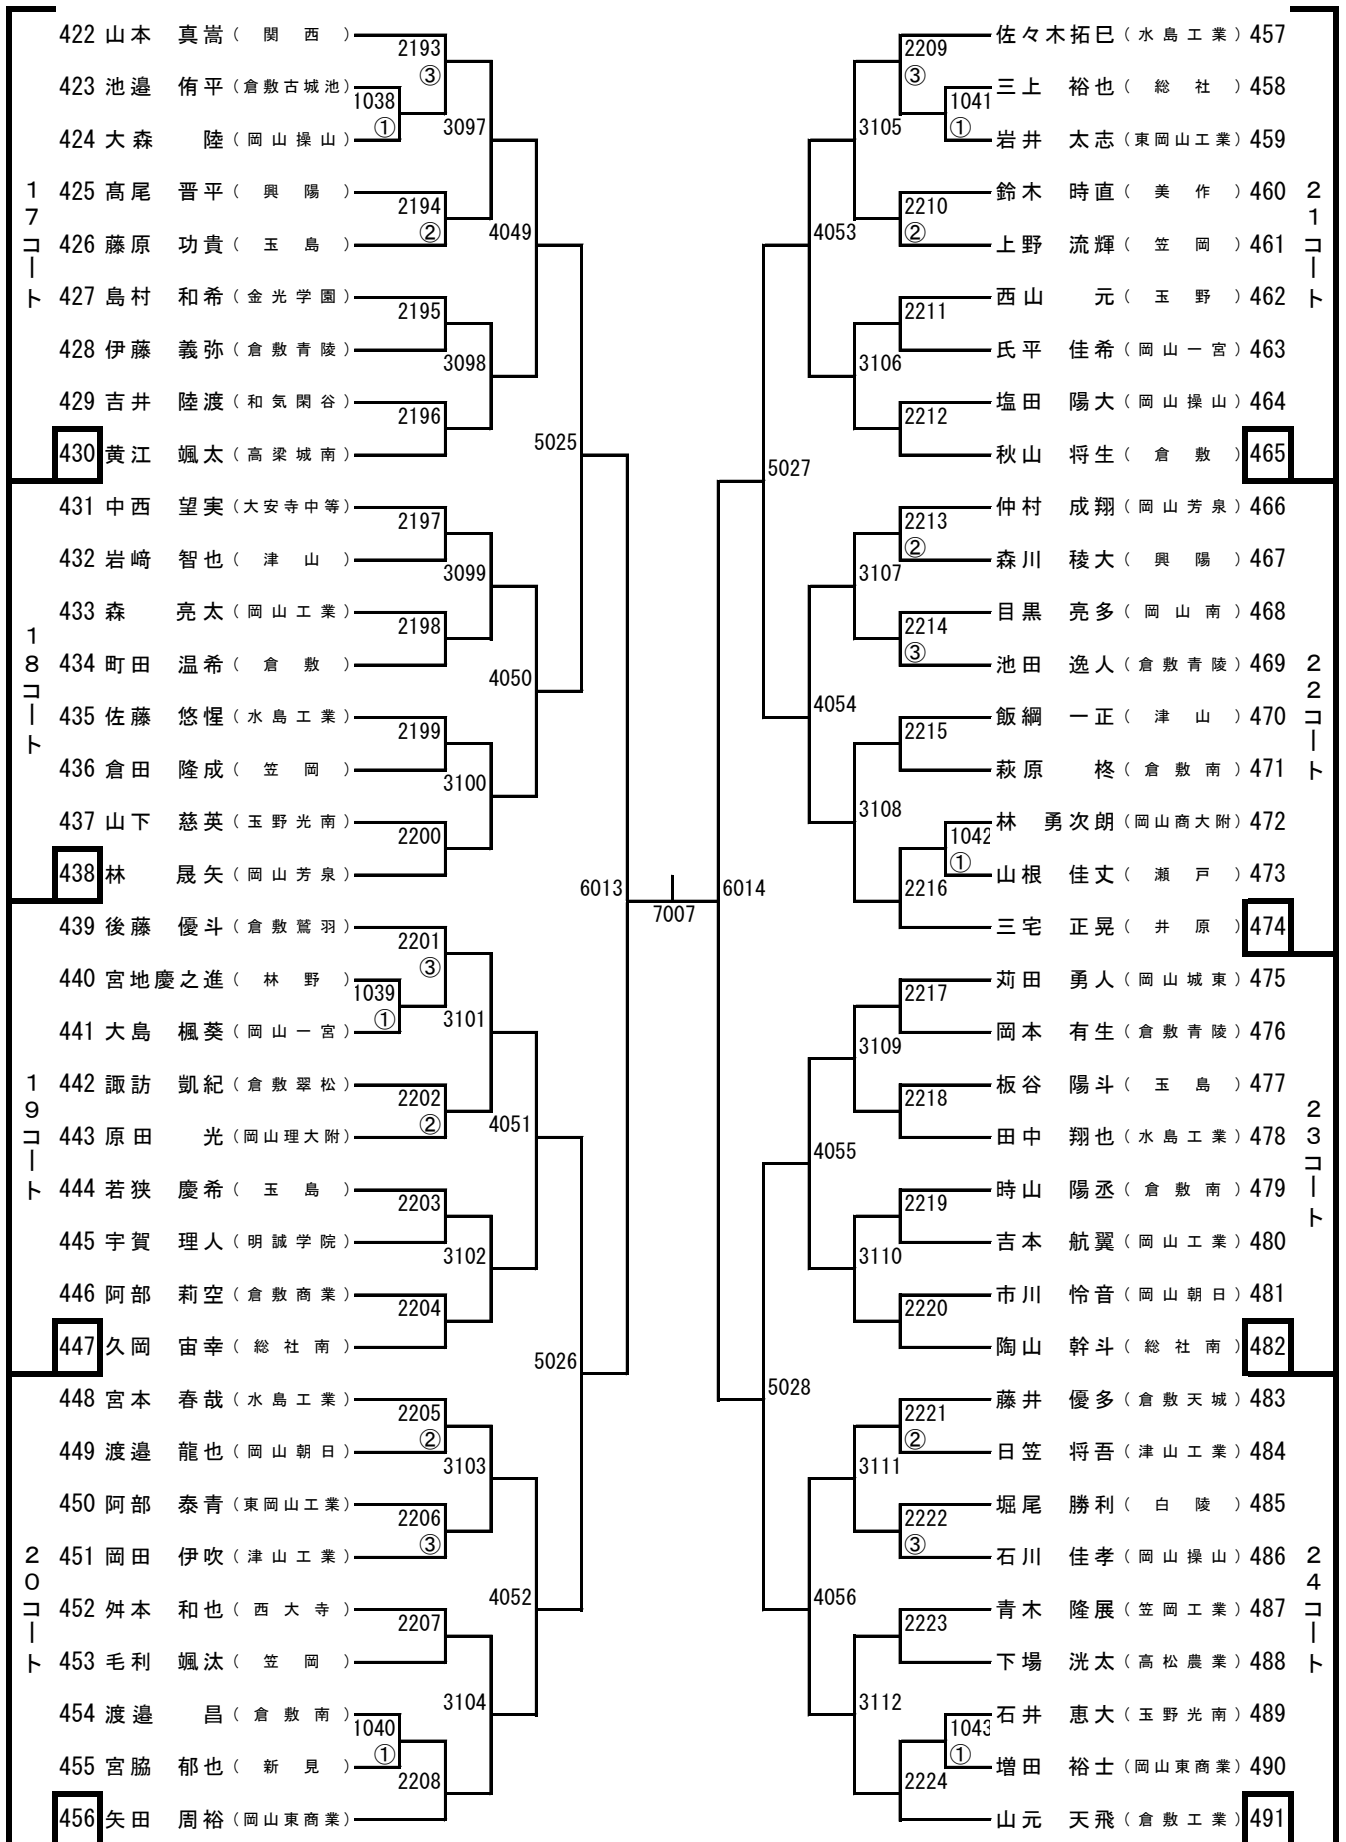 422 山本 真嵩 (関西)
2193
③
423 池邉 侑平 (倉敷古城池)
1038
①
424 大森 陸 (岡山操山)
3097
425 髙尾 晋平 (興陽)
2194
②
426 藤原 功貴 (玉島)
4049
427 島村 和希 (金光学園)
2195
428 伊藤 義弥 (倉敷青陵)
3098
429 吉井 陸渡 (和気閑谷)
2196
430 黄江 颯太 (高梁城南)
17コート
5025
431 中西 望実 (大安寺中等)
2197
432 岩﨑 智也 (津山)
3099
433 森 亮太 (岡山工業)
2198
434 町田 温希 (倉敷)
4050
435 佐藤 悠惺 (水島工業)
2199
436 倉田 隆成 (笠岡)
3100
437 山下 慈英 (玉野光南)
2200
438 林 晟矢 (岡山芳泉)
18コート
6013
439 後藤 優斗 (倉敷鷲羽)
2201
③
440 宮地慶之進 (林野)
1039
①
441 大島 楓葵 (岡山一宮)
3101
442 諏訪 凱紀 (倉敷翠松)
2202
②
443 原田 光 (岡山理大附)
4051
444 若狭 慶希 (玉島)
2203
445 宇賀 理人 (明誠学院)
3102
446 阿部 莉空 (倉敷商業)
2204
447 久岡 宙幸 (総社南)
19コート
5026
448 宮本 春哉 (水島工業)
2205
②
449 渡邉 龍也 (岡山朝日)
3103
450 阿部 泰青 (東岡山工業)
2206
③
451 岡田 伊吹 (津山工業)
4052
452 舛本 和也 (西大寺)
2207
453 毛利 颯汰 (笠岡)
3104
454 渡邉 昌 (倉敷南)
1040
①
455 宮脇 郁也 (新見)
2208
456 矢田 周裕 (岡山東商業)
20コート
7007
佐々木拓巳 (水島工業) 457
2209
③
三上 裕也 (総社) 458
1041
①
岩井 太志 (東岡山工業) 459
3105
鈴木 時直 (美作) 460
2210
②
上野 流輝 (笠岡) 461
4053
西山 元 (玉野) 462
2211
氏平 佳希 (岡山一宮) 463
3106
塩田 陽大 (岡山操山) 464
2212
秋山 将生 (倉敷) 465
21コート
5027
仲村 成翔 (岡山芳泉) 466
2213
②
森川 稜大 (興陽) 467
3107
目黒 亮多 (岡山南) 468
2214
③
池田 逸人 (倉敷青陵) 469
4054
飯綱 一正 (津山) 470
2215
萩原 柊 (倉敷南) 471
3108
林 勇次朗 (岡山商大附) 472
1042
①
山根 佳丈 (瀬戸) 473
2216
三宅 正晃 (井原) 474
22コート
6014
苅田 勇人 (岡山城東) 475
2217
岡本 有生 (倉敷青陵) 476
3109
板谷 陽斗 (玉島) 477
2218
田中 翔也 (水島工業) 478
4055
時山 陽丞 (倉敷南) 479
2219
吉本 航翼 (岡山工業) 480
3110
市川 怜音 (岡山朝日) 481
2220
陶山 幹斗 (総社南) 482
23コート
5028
藤井 優多 (倉敷天城) 483
2221
②
日笠 将吾 (津山工業) 484
3111
堀尾 勝利 (白陵) 485
2222
③
石川 佳孝 (岡山操山) 486
4056
青木 隆展 (笠岡工業) 487
2223
下場 洸太 (高松農業) 488
3112
石井 恵大 (玉野光南) 489
1043
①
増田 裕士 (岡山東商業) 490
2224
山元 天飛 (倉敷工業) 491
24コート